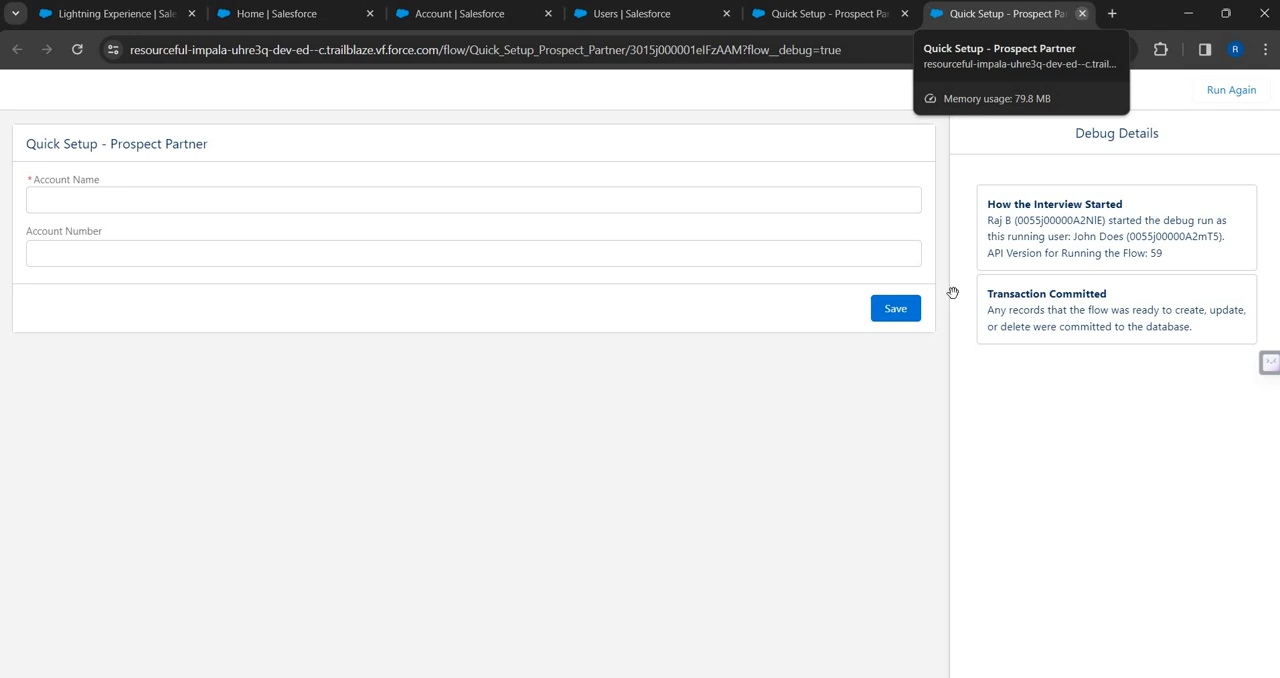 Lightning Experience | Sale
Home | Salesforce
Account | Salesforce
Users | Salesforce
Quick Setup - Prospect Pa
Quick Setup - Prospect Pa
resourceful-impala-uhre3q-dev-ed--c.trailblaze.vf.force.com/flow/Quick_Setup_Prospect_Partner/3015j000001elFzAAM?flow__debug=true
R
Quick Setup - Prospect Partner
resourceful-impala-uhre3q-dev-ed--c.trail...
Memory usage: 79.8 MB
Run Again
Quick Setup - Prospect Partner
*Account Name
Account Number
Save
Debug Details
How the Interview Started
Raj B (0055j00000A2NlE) started the debug run as
this running user: John Does (0055j00000A2mT5).
API Version for Running the Flow: 59
Transaction Committed
Any records that the flow was ready to create, update,
or delete were committed to the database.